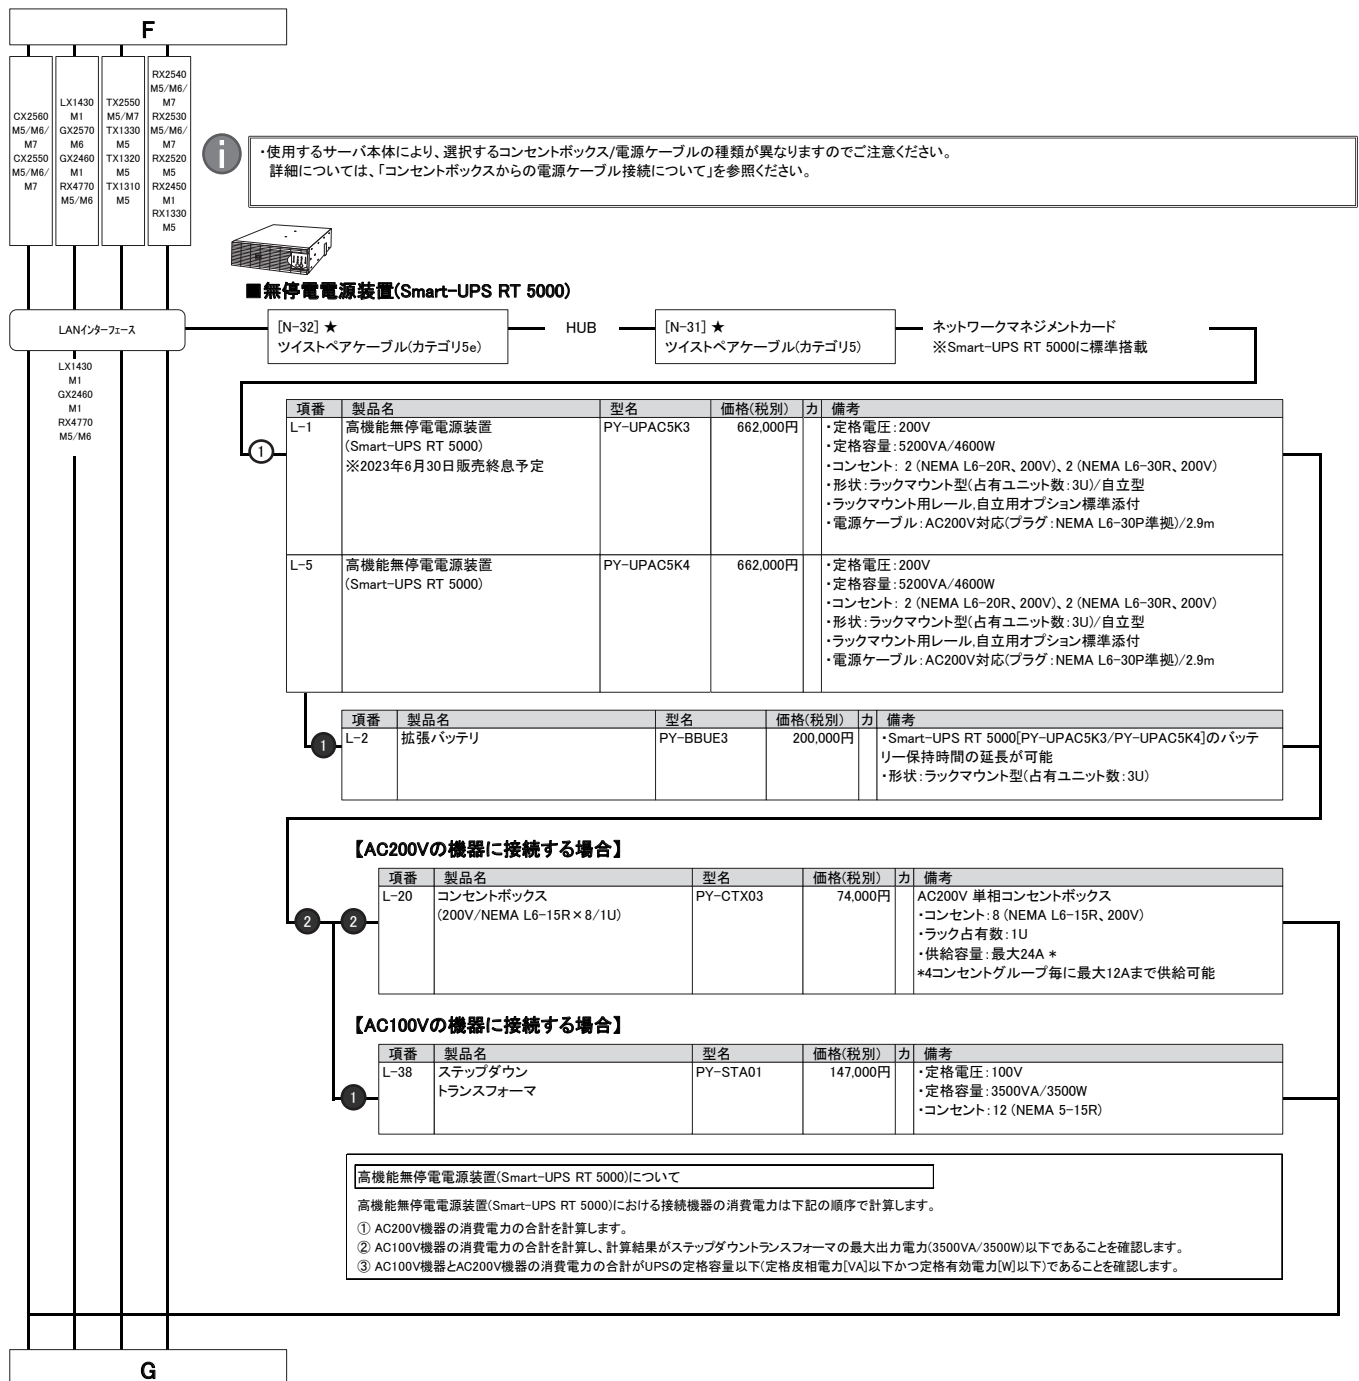 F
CX2560
M5/M6/
M7
CX2550
M5/M6/
M7
LX1430
M1
GX2570
M6
GX2460
M1
RX4770
M5/M6
TX2550
M5/M7
TX1330
M5
TX1320
M5
TX1310
M5
RX2540
M5/M6/
M7
RX2530
M5/M6/
M7
RX2520
M5
RX2450
M1
RX1330
M5
i
・使用するサーバ本体により、選択するコンセントボックス/電源ケーブルの種類が異なりますのでご注意ください。
詳細については、「コンセントボックスからの電源ケーブル接続について」を参照ください。
■無停電電源装置(Smart-UPS RT 5000)
LANインターフェース
[N-32] ★
ツイストペアケーブル(カテゴリ5e)
HUB
[N-31] ★
ツイストペアケーブル(カテゴリ5)
ネットワークマネジメントカード
※Smart-UPS RT 5000に標準搭載
LX1430
M1
GX2460
M1
RX4770
M5/M6
項番 製品名 型名 価格(税別) カ 備考
1
L-1 高機能無停電電源装置 PY-UPAC5K3 662,000円 ・定格電圧:200V
(Smart-UPS RT 5000) ・定格容量:5200VA/4600W
※2023年6月30日販売終息予定 ・コンセント: 2 (NEMA L6-20R、200V)、2 (NEMA L6-30R、200V)
・形状:ラックマウント型(占有ユニット数:3U)/自立型
・ラックマウント用レール,自立用オプション標準添付
・電源ケーブル:AC200V対応(プラグ:NEMA L6-30P準拠)/2.9m
L-5 高機能無停電電源装置 PY-UPAC5K4 662,000円 ・定格電圧:200V
(Smart-UPS RT 5000) ・定格容量:5200VA/4600W
・コンセント: 2 (NEMA L6-20R、200V)、2 (NEMA L6-30R、200V)
・形状:ラックマウント型(占有ユニット数:3U)/自立型
・ラックマウント用レール,自立用オプション標準添付
・電源ケーブル:AC200V対応(プラグ:NEMA L6-30P準拠)/2.9m
項番 製品名 型名 価格(税別) カ 備考
1
L-2 拡張バッテリ PY-BBUE3 200,000円 ・Smart-UPS RT 5000[PY-UPAC5K3/PY-UPAC5K4]のバッテ
リー保持時間の延長が可能
・形状:ラックマウント型(占有ユニット数:3U)
【AC200Vの機器に接続する場合】
項番 製品名 型名 価格(税別) カ 備考
2 2
L-20 コンセントボックス PY-CTX03 74,000円 AC200V 単相コンセントボックス
(200V/NEMA L6-15R×8/1U) ・コンセント:8 (NEMA L6-15R、200V)
・ラック占有数:1U
・供給容量:最大24A *
*4コンセントグループ毎に最大12Aまで供給可能
【AC100Vの機器に接続する場合】
項番 製品名 型名 価格(税別) カ 備考
1
L-38 ステップダウン PY-STA01 147,000円 ・定格電圧:100V
トランスフォーマ ・定格容量:3500VA/3500W
・コンセント:12 (NEMA 5-15R)
高機能無停電電源装置(Smart-UPS RT 5000)について
高機能無停電電源装置(Smart-UPS RT 5000)における接続機器の消費電力は下記の順序で計算します。
① AC200V機器の消費電力の合計を計算します。
② AC100V機器の消費電力の合計を計算し、計算結果がステップダウントランスフォーマの最大出力電力(3500VA/3500W)以下であることを確認します。
③ AC100V機器とAC200V機器の消費電力の合計がUPSの定格容量以下(定格皮相電力[VA]以下かつ定格有効電力[W]以下)であることを確認します。
G